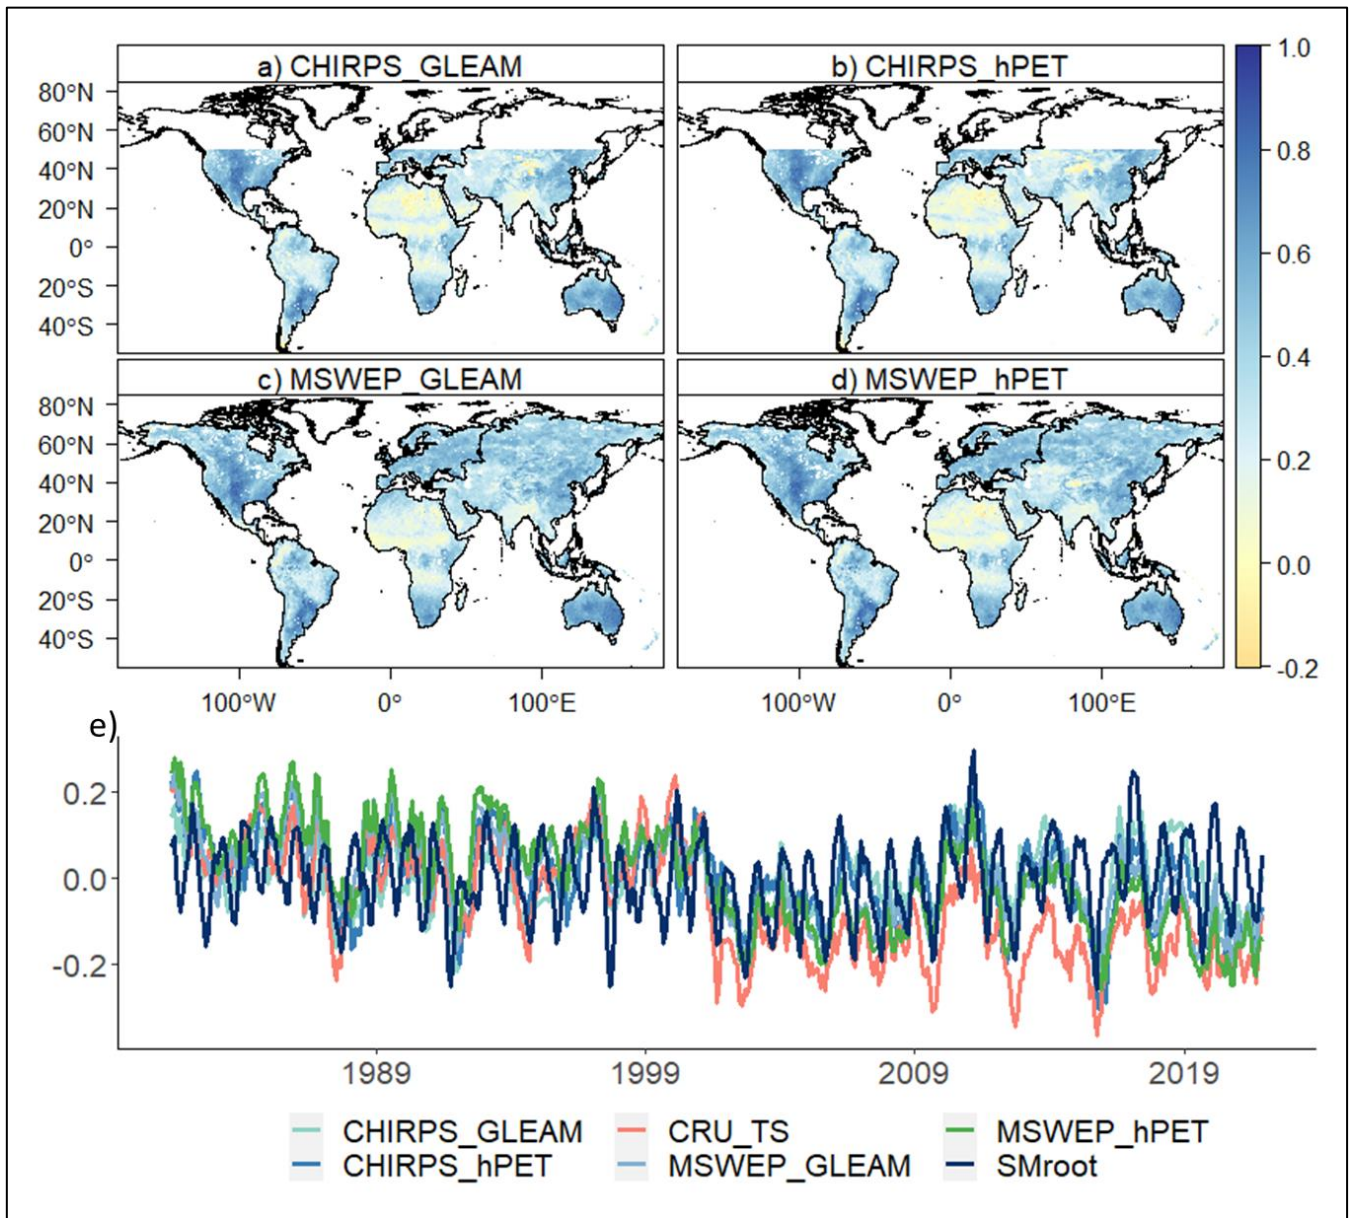 a) CHIRPS_GLEAM
b) CHIRPS_hPET
80°N
60°N
40°N
20°N
0°
20°S
40°S
c) MSWEP_GLEAM
d) MSWEP_hPET
80°N
60°N
40°N
20°N
0°
20°S
40°S
100°W 0° 100°E
100°W 0° 100°E
1.0
0.8
0.6
0.4
0.2
0.0
-0.2
e)
0.2
0.0
-0.2
1989 1999 2009 2019
CHIRPS_GLEAM CRU_TS MSWEP_hPET
CHIRPS_hPET MSWEP_GLEAM SMroot